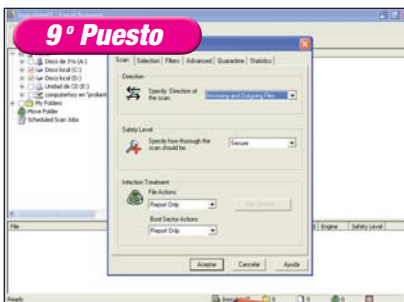 9º Puesto
Scan Selection Filters Advanced Quarantine Statistics
Disco de 3½ (A:)
Disco local (C:)
Disco local (D:)
Unidad de CD (E:)
My Folders
Move Folder
Scheduled Scan Jobs
Direction
Specify Direction of
the scan.
Incoming and Outgoing Files
Safety Level
Specify how thorough the
scan should be.
Secure
Infection Treatment
File Actions
Report Only
Boot Sector Actions
Report Only
Aceptar Cancelar Ayuda
File
Engine Safety Level
Ready